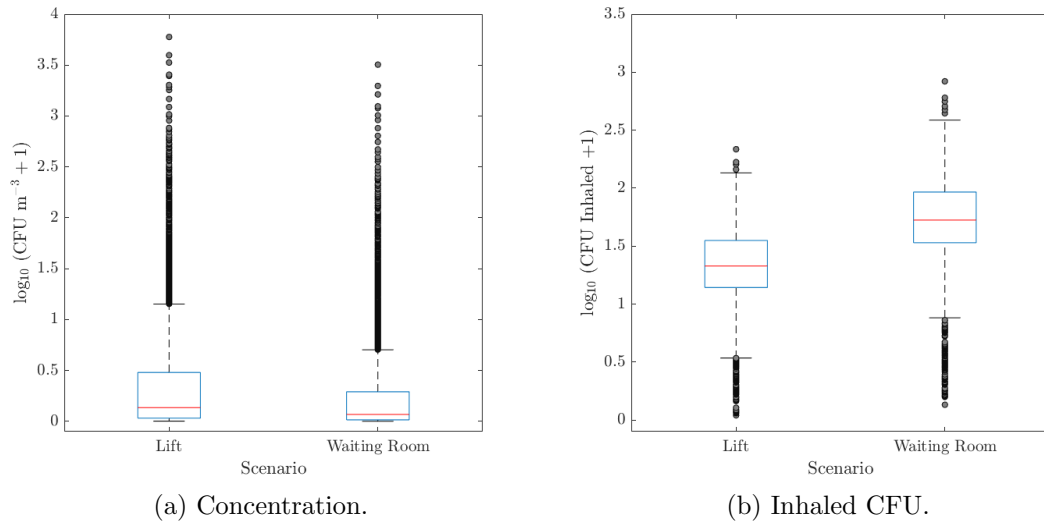 4
3.5
3
2.5
2
1.5
1
0.5
0
log₁₀ (CFU m⁻³ + 1)
Lift
Waiting Room
Scenario
(a) Concentration.
3.5
3
2.5
2
1.5
1
0.5
0
log₁₀ (CFU Inhaled +1)
Lift
Waiting Room
Scenario
(b) Inhaled CFU.